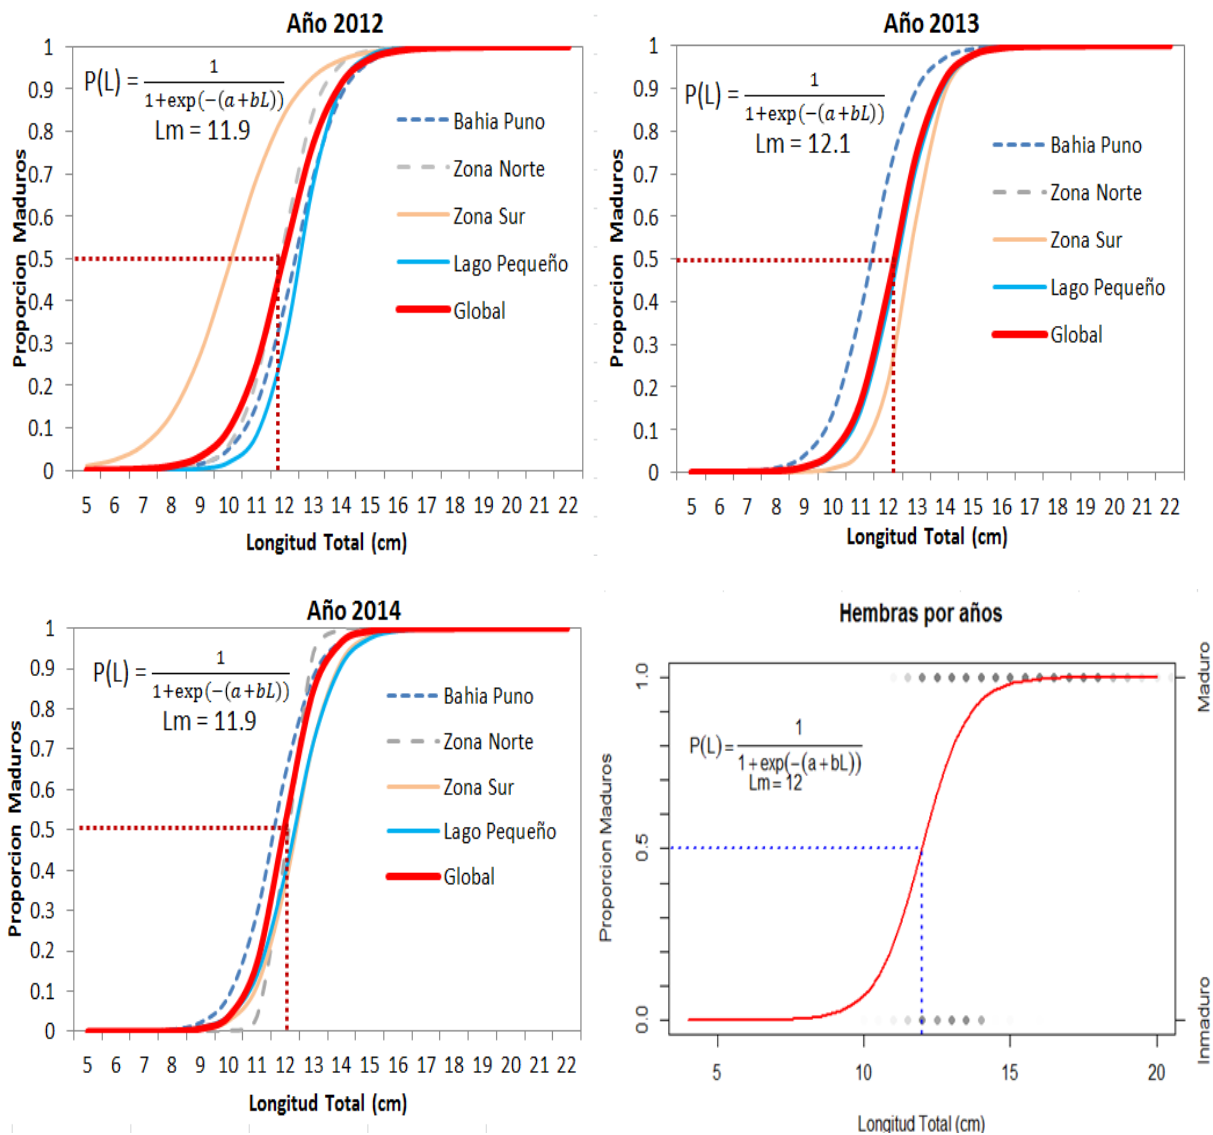 Año 2012
Proporcion Maduros
1
0.9
0.8
0.7
0.6
0.5
0.4
0.3
0.2
0.1
0
P(L) = 1
1+exp(−(a+bL))
Lm = 11.9
Bahia Puno
Zona Norte
Zona Sur
Lago Pequeño
Global
5 6 7 8 9 10 11 12 13 14 15 16 17 18 19 20 21 22
Longitud Total (cm)
Año 2013
Proporcion Maduros
1
0.9
0.8
0.7
0.6
0.5
0.4
0.3
0.2
0.1
0
P(L) = 1
1+exp(−(a+bL))
Lm = 12.1
Bahia Puno
Zona Norte
Zona Sur
Lago Pequeño
Global
5 6 7 8 9 10 11 12 13 14 15 16 17 18 19 20 21 22
Longitud Total (cm)
Año 2014
Proporcion Maduros
1
0.9
0.8
0.7
0.6
0.5
0.4
0.3
0.2
0.1
0
P(L) = 1
1+exp(−(a+bL))
Lm = 11.9
Bahia Puno
Zona Norte
Zona Sur
Lago Pequeño
Global
5 6 7 8 9 10 11 12 13 14 15 16 17 18 19 20 21 22
Longitud Total (cm)
Hembras por años
Proporcion Maduros
1.0
0.5
0.0
P(L) = 1
1+exp(−(a+bL))
Lm = 12
Maduro
Inmaduro
5 10 15 20
Longitud Total (cm)